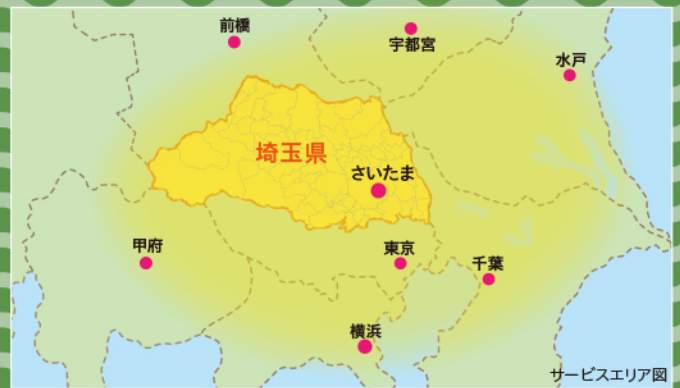 前橋
宇都宮
水戸
埼玉県
さいたま
甲府
東京
千葉
横浜
サービスエリア図